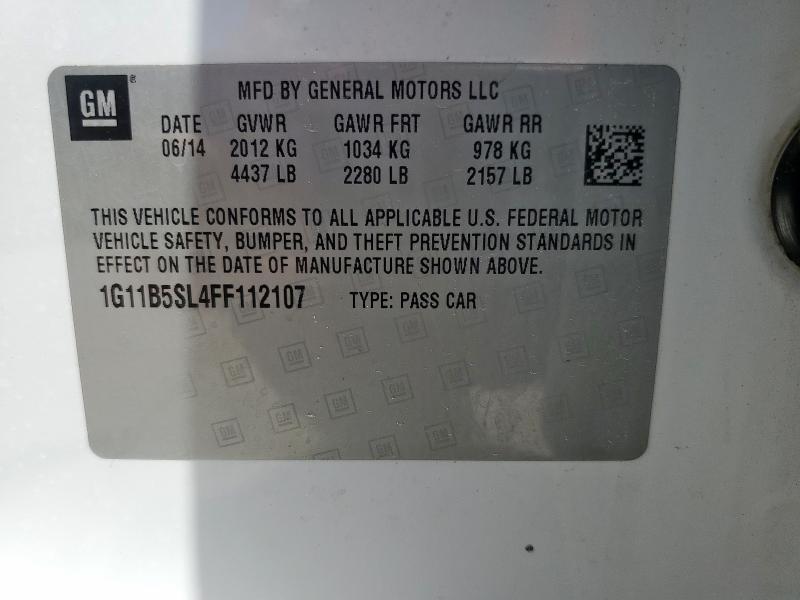 GM ® MFD BY GENERAL MOTORS LLC
DATE GVWR GAWR FRT GAWR RR
06/14 2012 KG 1034 KG 978 KG
4437 LB 2280 LB 2157 LB
THIS VEHICLE CONFORMS TO ALL APPLICABLE U.S. FEDERAL MOTOR
VEHICLE SAFETY, BUMPER, AND THEFT PREVENTION STANDARDS IN
EFFECT ON THE DATE OF MANUFACTURE SHOWN ABOVE.
1G11B5SL4FF112107 TYPE: PASS CAR